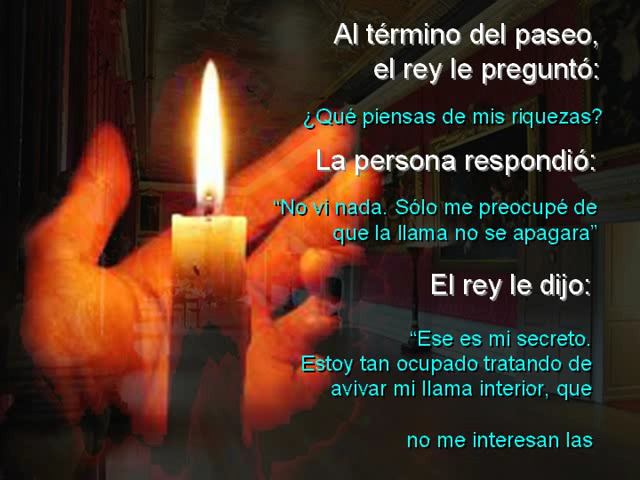 Al término del paseo,
el rey le preguntó:
¿Qué piensas de mis riquezas?
La persona respondió:
“No vi nada. Sólo me preocupé de
que la llama no se apagara”
El rey le dijo:
“Ese es mi secreto.
Estoy tan ocupado tratando de
avivar mi llama interior, que
no me interesan las